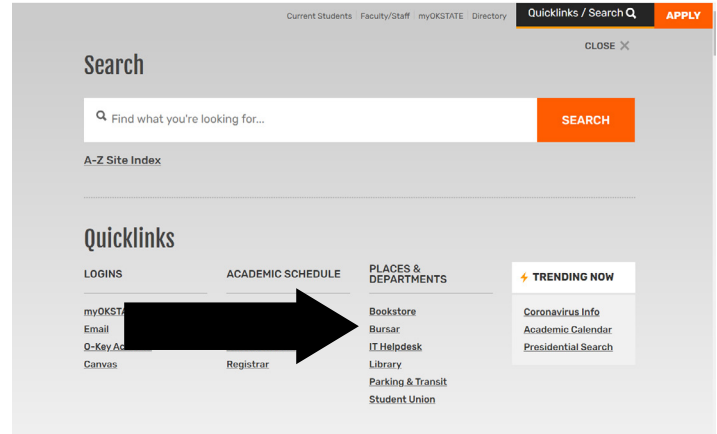 Current Students Faculty/Staff myOKSTATE Directory Quicklinks / Search APPLY
CLOSE
Search
Find what you're looking for... SEARCH
A-Z Site Index
Quicklinks
LOGINS
myOKSTA
Email
O-Key Ac
Canvas
ACADEMIC SCHEDULE
Registrar
PLACES &
DEPARTMENTS
Bookstore
Bursar
IT Helpdesk
Library
Parking & Transit
Student Union
TRENDING NOW
Coronavirus Info
Academic Calendar
Presidential Search